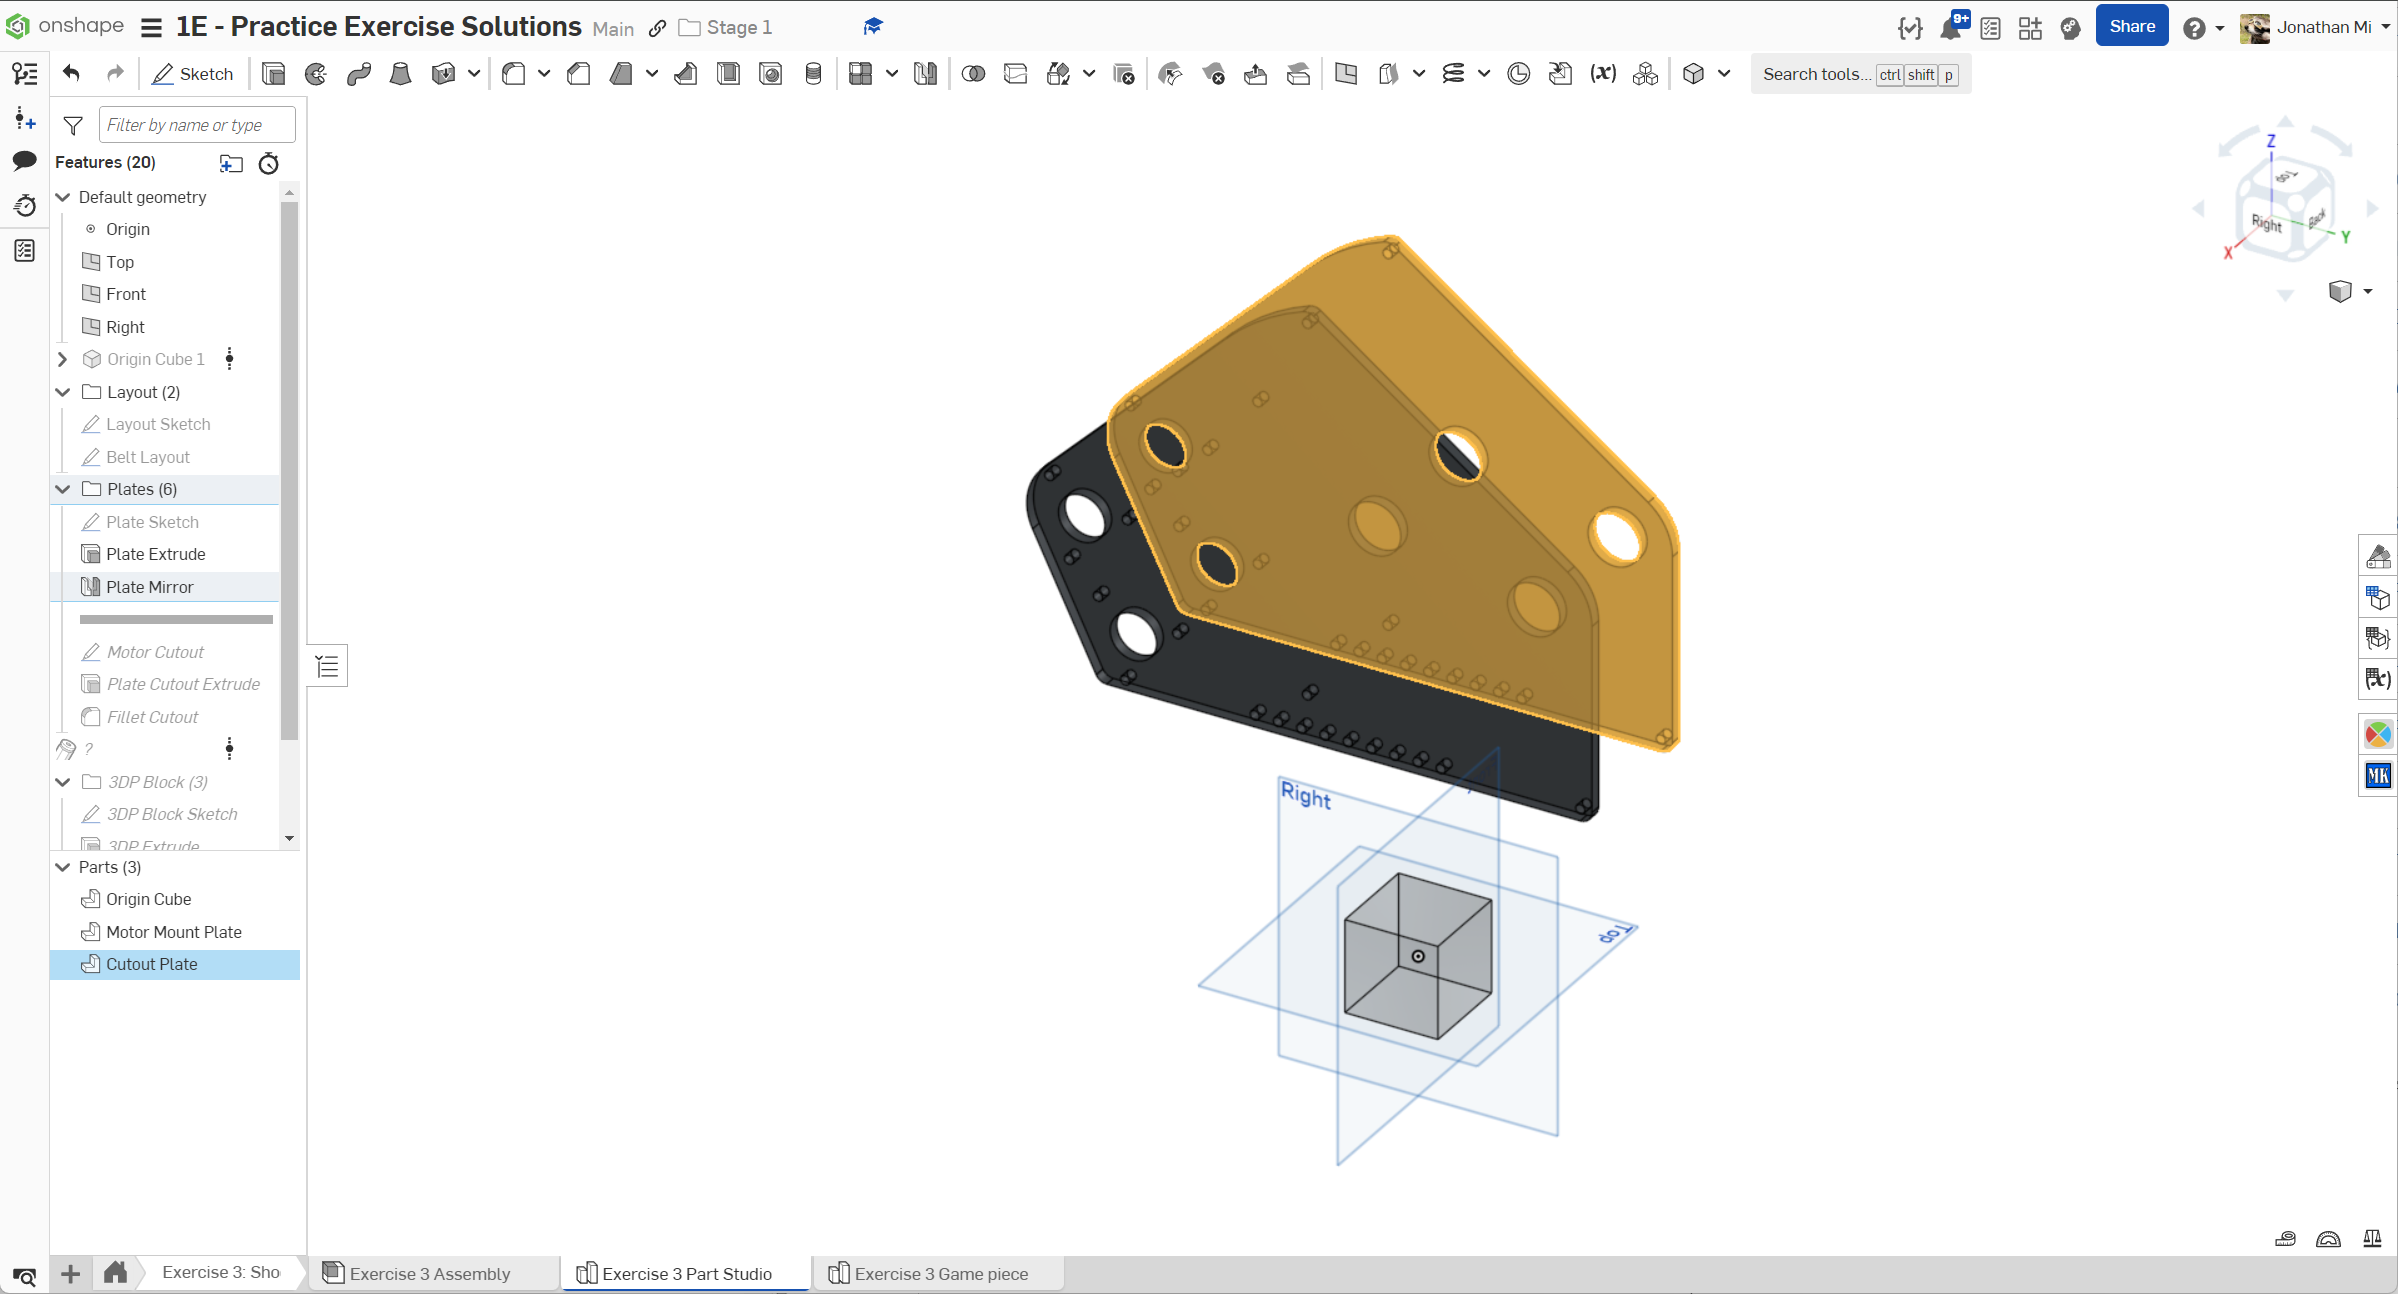 onshape
1E - Practice Exercise Solutions Main Stage 1
9+
Share
Jonathan Mi
Sketch
(x)
Search tools... ctrl shift p
Filter by name or type
Features (20)
Default geometry
Origin
Top
Front
Right
Origin Cube 1
Layout (2)
Layout Sketch
Belt Layout
Plates (6)
Plate Sketch
Plate Extrude
Plate Mirror
Motor Cutout
Plate Cutout Extrude
Fillet Cutout
?
3DP Block (3)
3DP Block Sketch
3DP Extrude
Parts (3)
Origin Cube
Motor Mount Plate
Cutout Plate
Right
Top
Z
Top
Right
Back
X
Y
(x)
MK
Exercise 3: Sho
Exercise 3 Assembly
Exercise 3 Part Studio
Exercise 3 Game piece